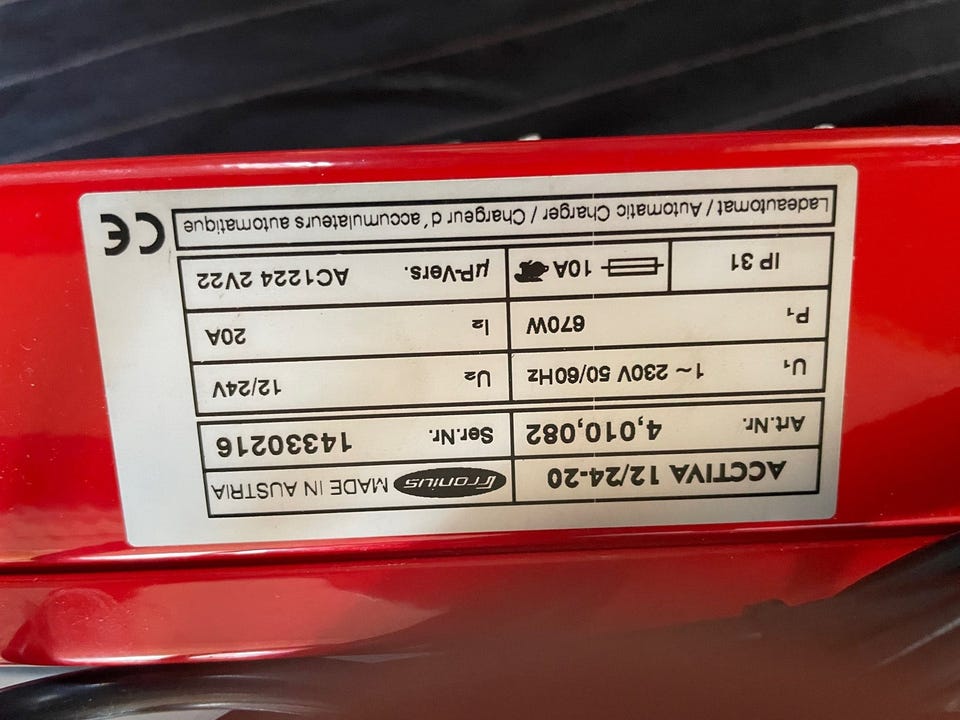 ACCTIVA 12/24-20 Fronius MADE IN AUSTRIA
Art.Nr. 4,010,082 Ser.Nr. 14330216
U₁ 1~ 230V 50/60Hz U₂ 12/24V
P₁ 670W I₂ 20A
IP 31 10A µP-Vers. AC1224 2V22
Ladeautomat / Automatic Charger / Chargeur d'accumulateurs automatique CE